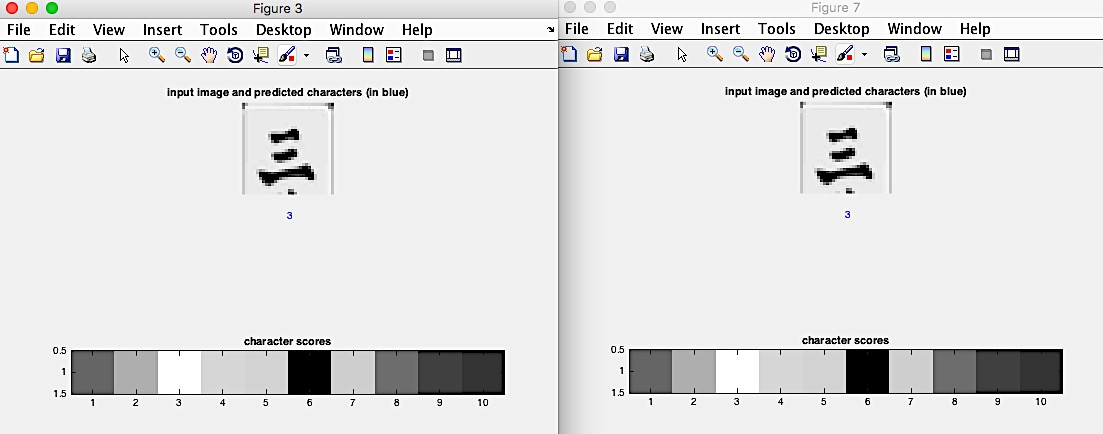 Figure 3
File Edit View Insert Tools Desktop Window Help
input image and predicted characters (in blue)
三
3
character scores
0.5
1
1.5
1 2 3 4 5 6 7 8 9 10
Figure 7
File Edit View Insert Tools Desktop Window Help
input image and predicted characters (in blue)
三
3
character scores
0.5
1
1.5
1 2 3 4 5 6 7 8 9 10